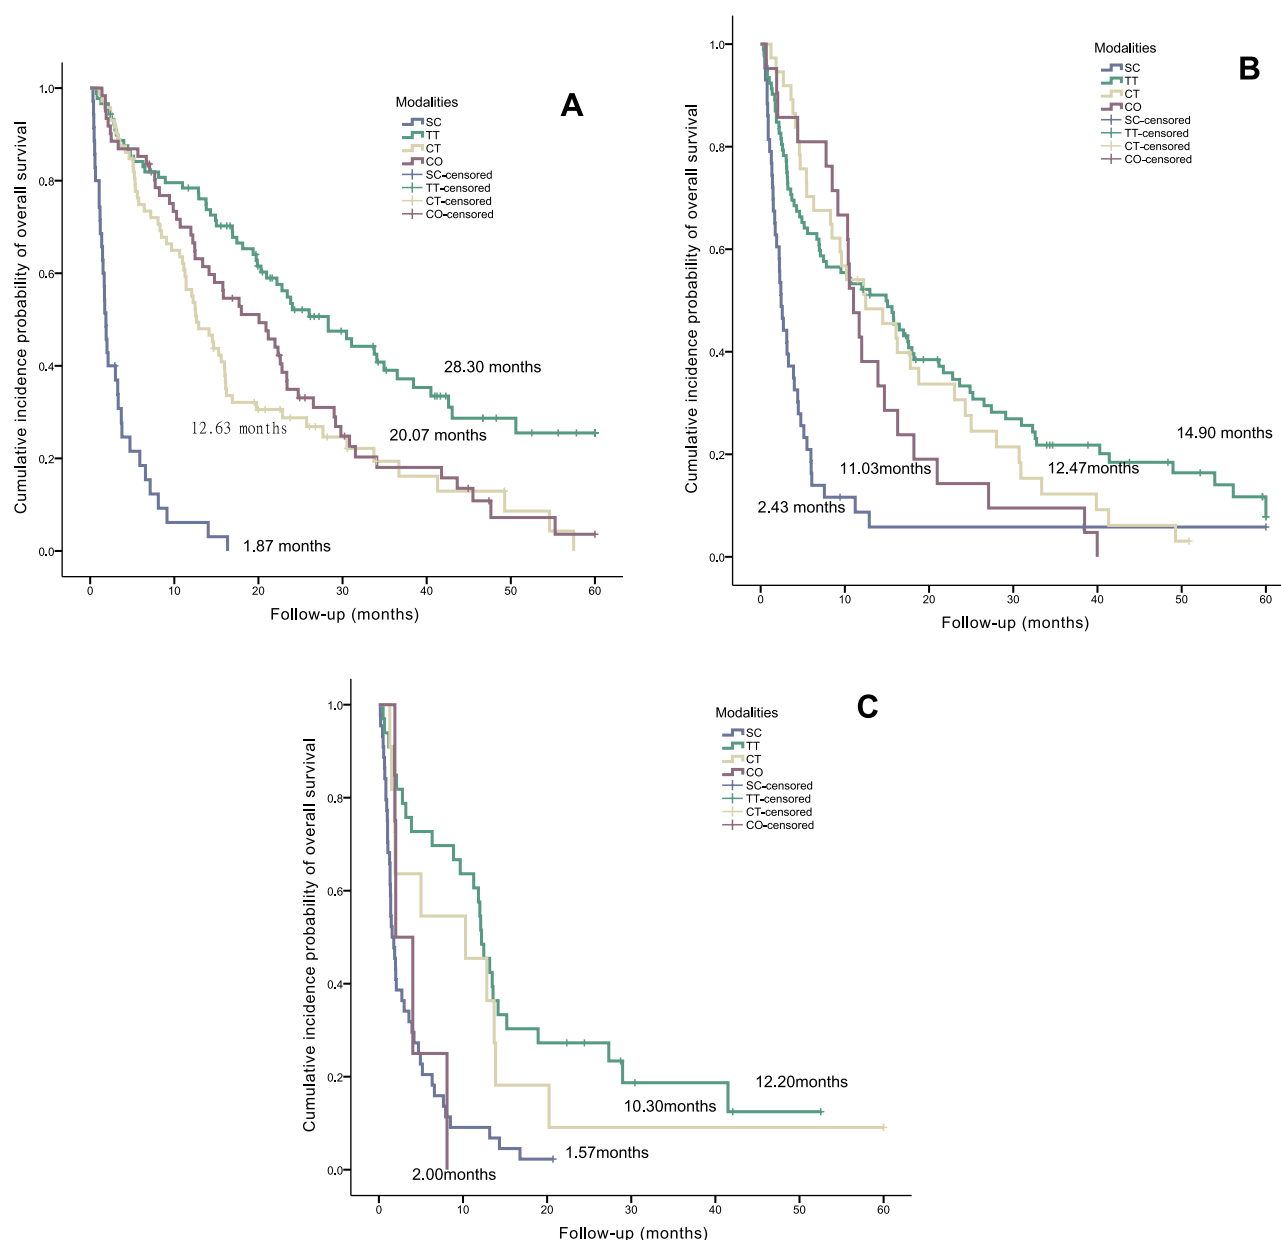 A
Modalities
SC
TT
CT
CO
SC-censored
TT-censored
CT-censored
CO-censored
Cumulative incidence probability of overall survival
1.0
0.8
0.6
0.4
0.2
0.0
28.30 months
12.63 months
20.07 months
1.87 months
0 10 20 30 40 50 60
Follow-up (months)
B
Modalities
SC
TT
CT
CO
SC-censored
TT-censored
CT-censored
CO-censored
Cumulative incidence probability of overall survival
1.0
0.8
0.6
0.4
0.2
0.0
14.90 months
11.03months
12.47months
2.43 months
0 10 20 30 40 50 60
Follow-up (months)
C
Modalities
SC
TT
CT
CO
SC-censored
TT-censored
CT-censored
CO-censored
Cumulative incidence probability of overall survival
1.0
0.8
0.6
0.4
0.2
0.0
12.20months
10.30months
1.57months
2.00months
0 10 20 30 40 50 60
Follow-up (months)